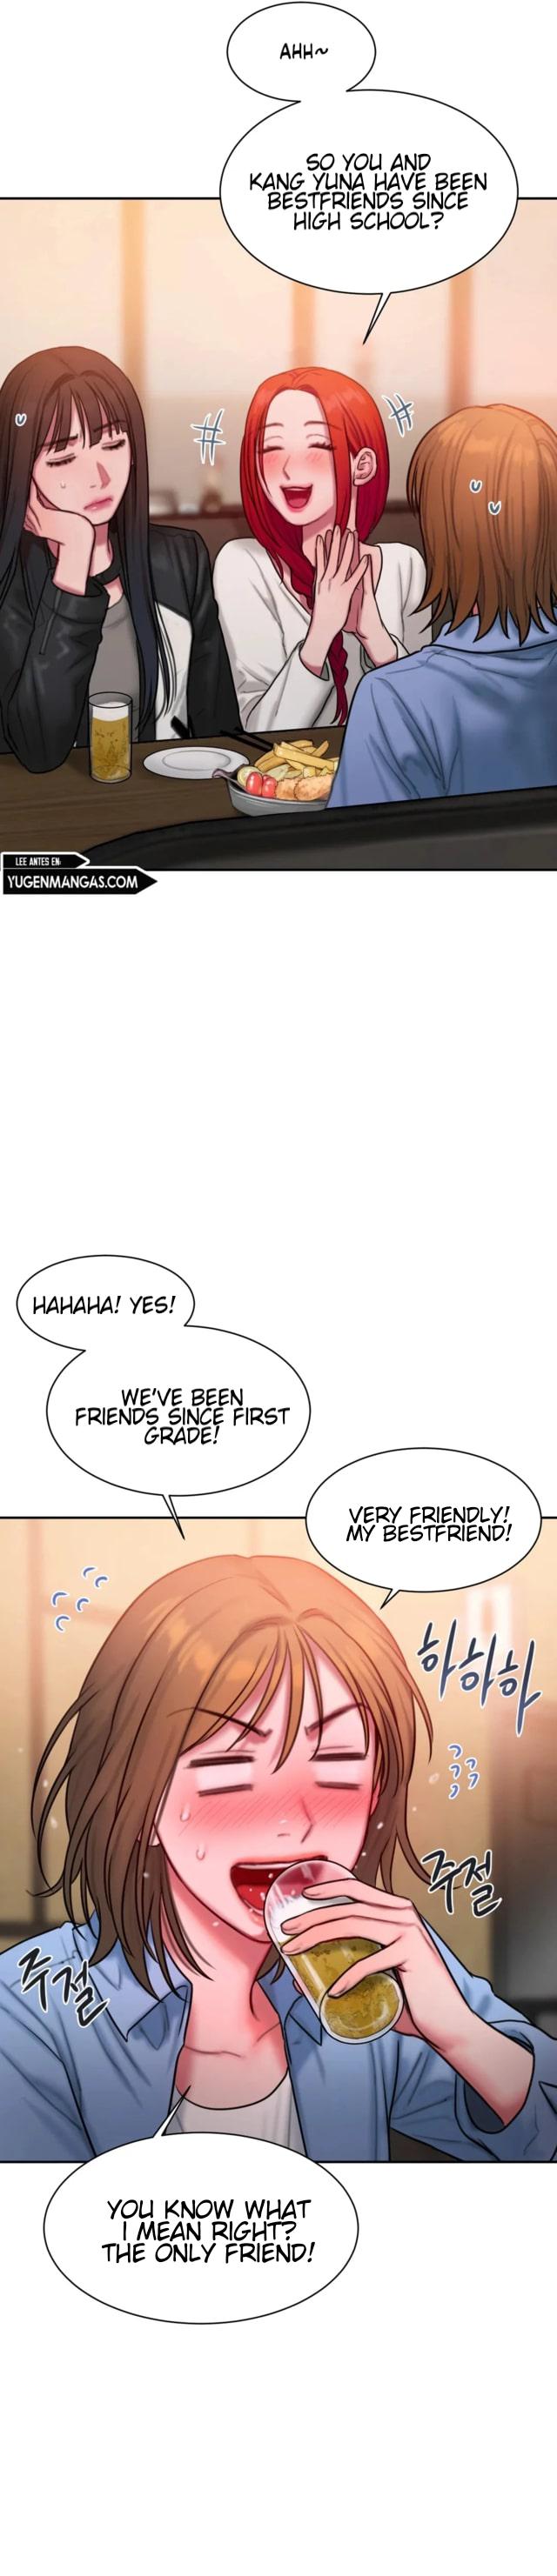 AHH~
SO YOU AND
KANG YUNA HAVE BEEN
BESTFRIENDS SINCE
HIGH SCHOOL?
LEE ANTES EN:
YUGENMANGAS.COM
HAHAHA! YES!
WE'VE BEEN
FRIENDS SINCE FIRST
GRADE!
VERY FRIENDLY!
MY BESTFRIEND!
하하하
주절
주절
YOU KNOW WHAT
I MEAN RIGHT?
THE ONLY FRIEND!